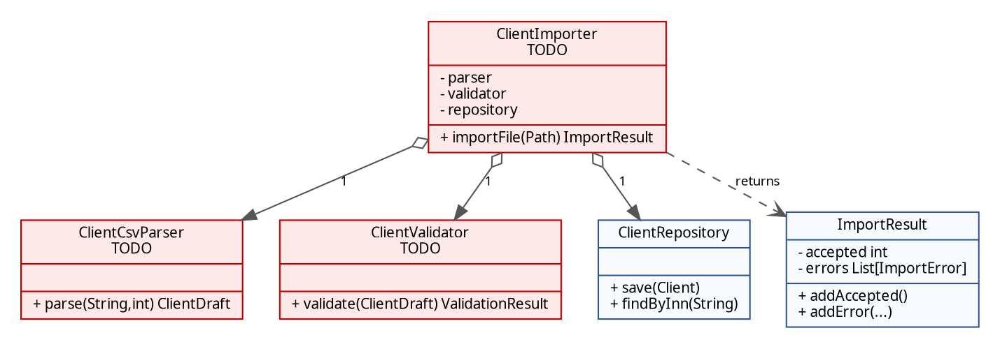 ClientImporter
TODO
- parser
- validator
- repository
+ importFile(Path) ImportResult
1
1
1
returns
ClientCsvParser
TODO
+ parse(String,int) ClientDraft
ClientValidator
TODO
+ validate(ClientDraft) ValidationResult
ClientRepository
+ save(Client)
+ findByInn(String)
ImportResult
- accepted int
- errors List[ImportError]
+ addAccepted()
+ addError(...)